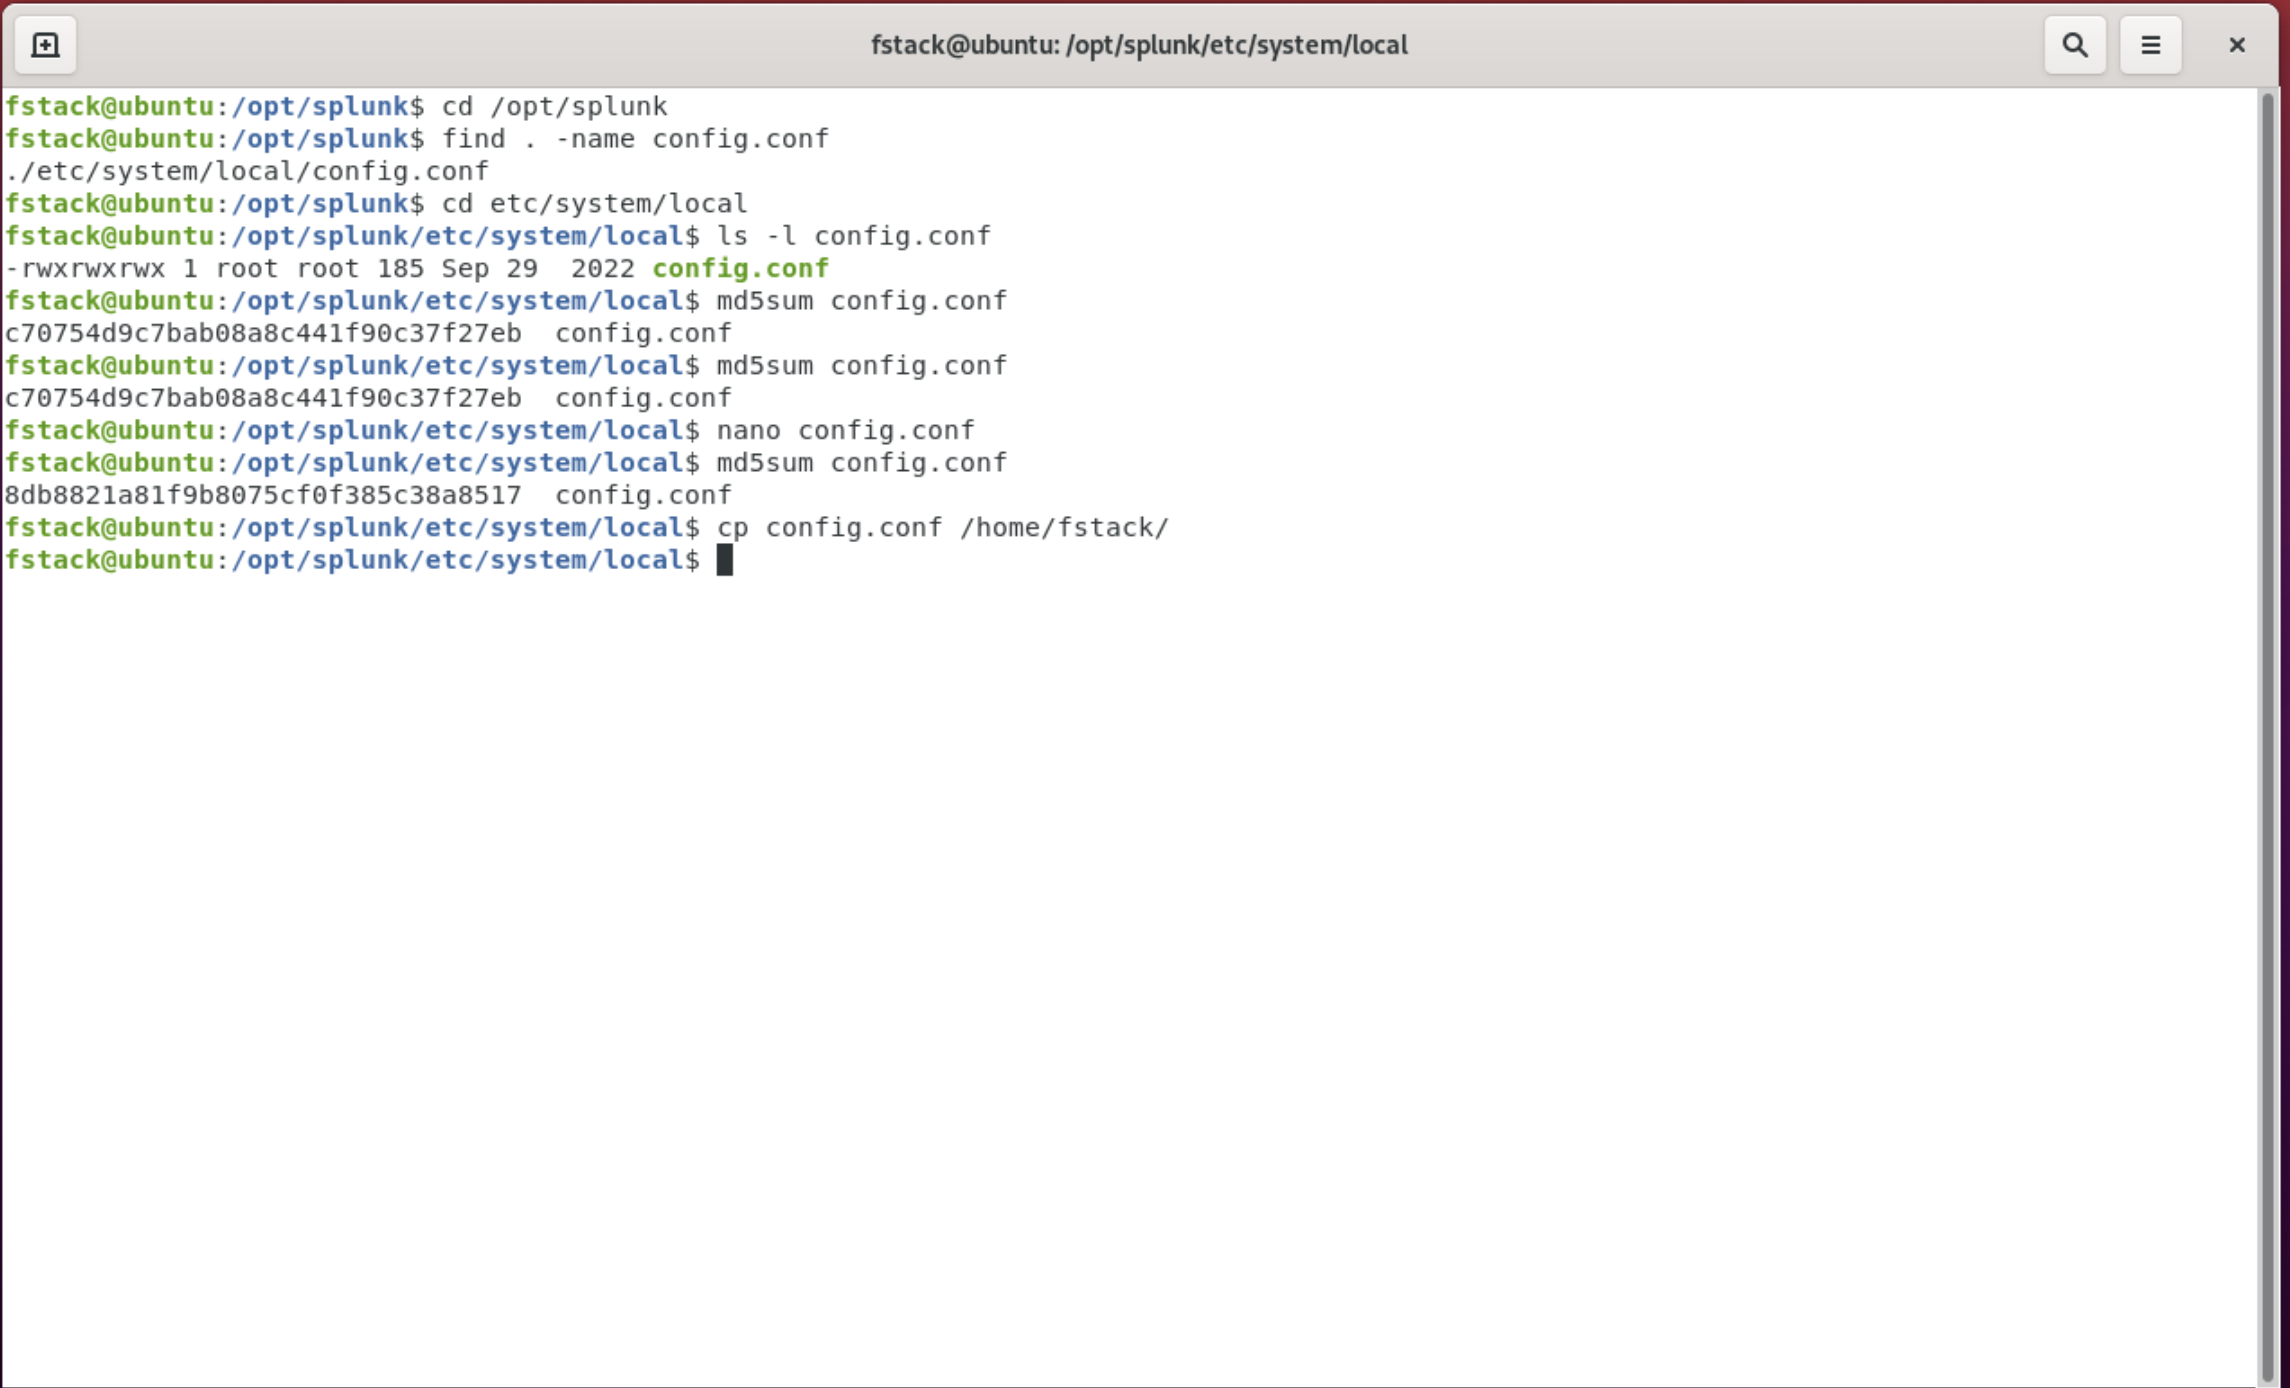 fstack@ubuntu: /opt/splunk/etc/system/local
fstack@ubuntu:/opt/splunk$ cd /opt/splunk
fstack@ubuntu:/opt/splunk$ find . -name config.conf
./etc/system/local/config.conf
fstack@ubuntu:/opt/splunk$ cd etc/system/local
fstack@ubuntu:/opt/splunk/etc/system/local$ ls -l config.conf
-rwxrwxrwx 1 root root 185 Sep 29  2022 config.conf
fstack@ubuntu:/opt/splunk/etc/system/local$ md5sum config.conf
c70754d9c7bab08a8c441f90c37f27eb  config.conf
fstack@ubuntu:/opt/splunk/etc/system/local$ md5sum config.conf
c70754d9c7bab08a8c441f90c37f27eb  config.conf
fstack@ubuntu:/opt/splunk/etc/system/local$ nano config.conf
fstack@ubuntu:/opt/splunk/etc/system/local$ md5sum config.conf
8db8821a81f9b8075cf0f385c38a8517  config.conf
fstack@ubuntu:/opt/splunk/etc/system/local$ cp config.conf /home/fstack/
fstack@ubuntu:/opt/splunk/etc/system/local$